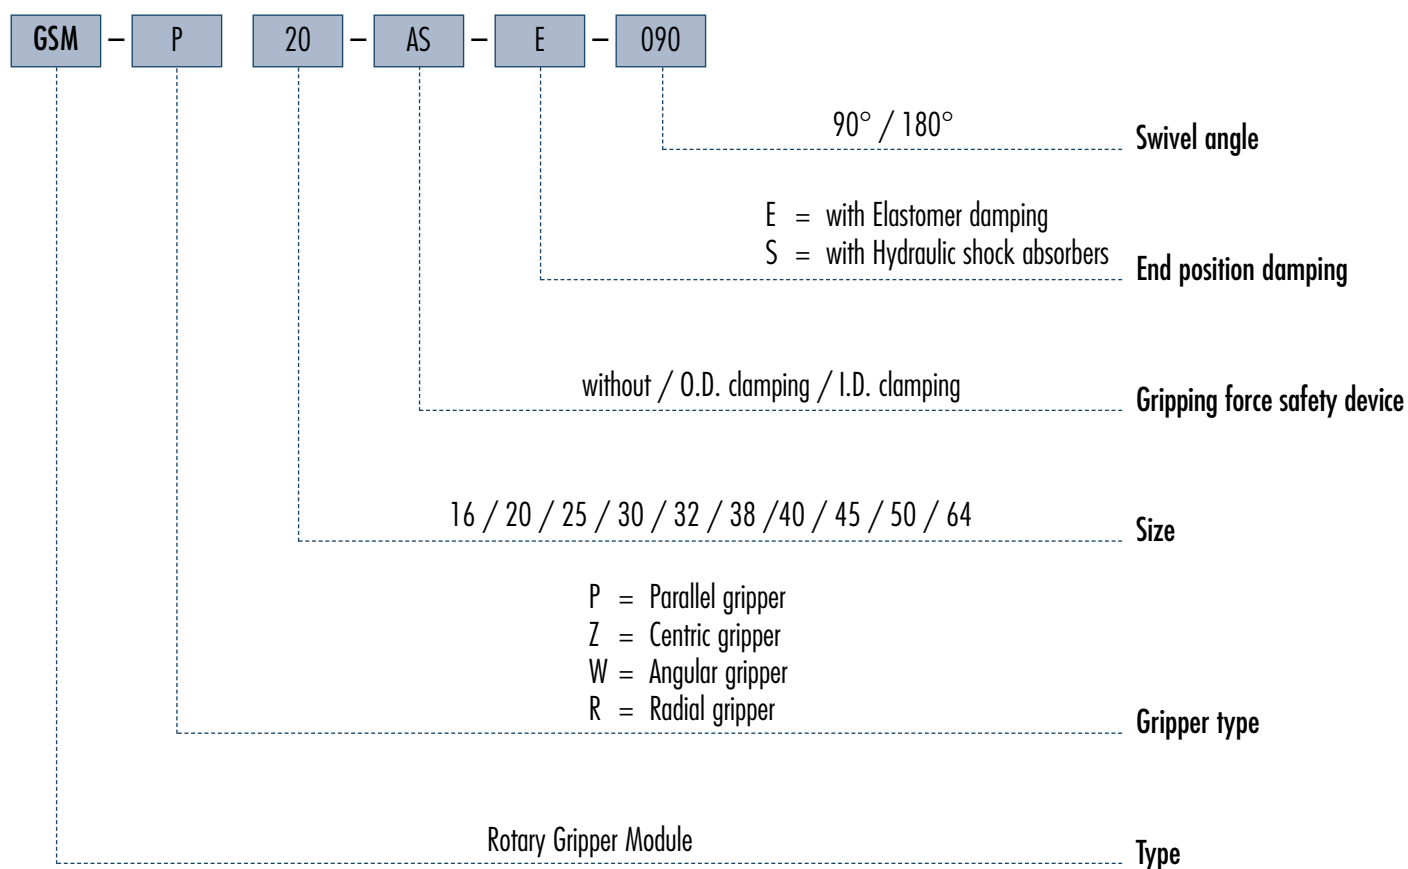 GSM – P 20 – AS – E – 090
90° / 180° Swivel angle
E = with Elastomer damping
S = with Hydraulic shock absorbers
End position damping
without / O.D. clamping / I.D. clamping
Gripping force safety device
16 / 20 / 25 / 30 / 32 / 38 /40 / 45 / 50 / 64
Size
P = Parallel gripper
Z = Centric gripper
W = Angular gripper
R = Radial gripper
Gripper type
Rotary Gripper Module
Type